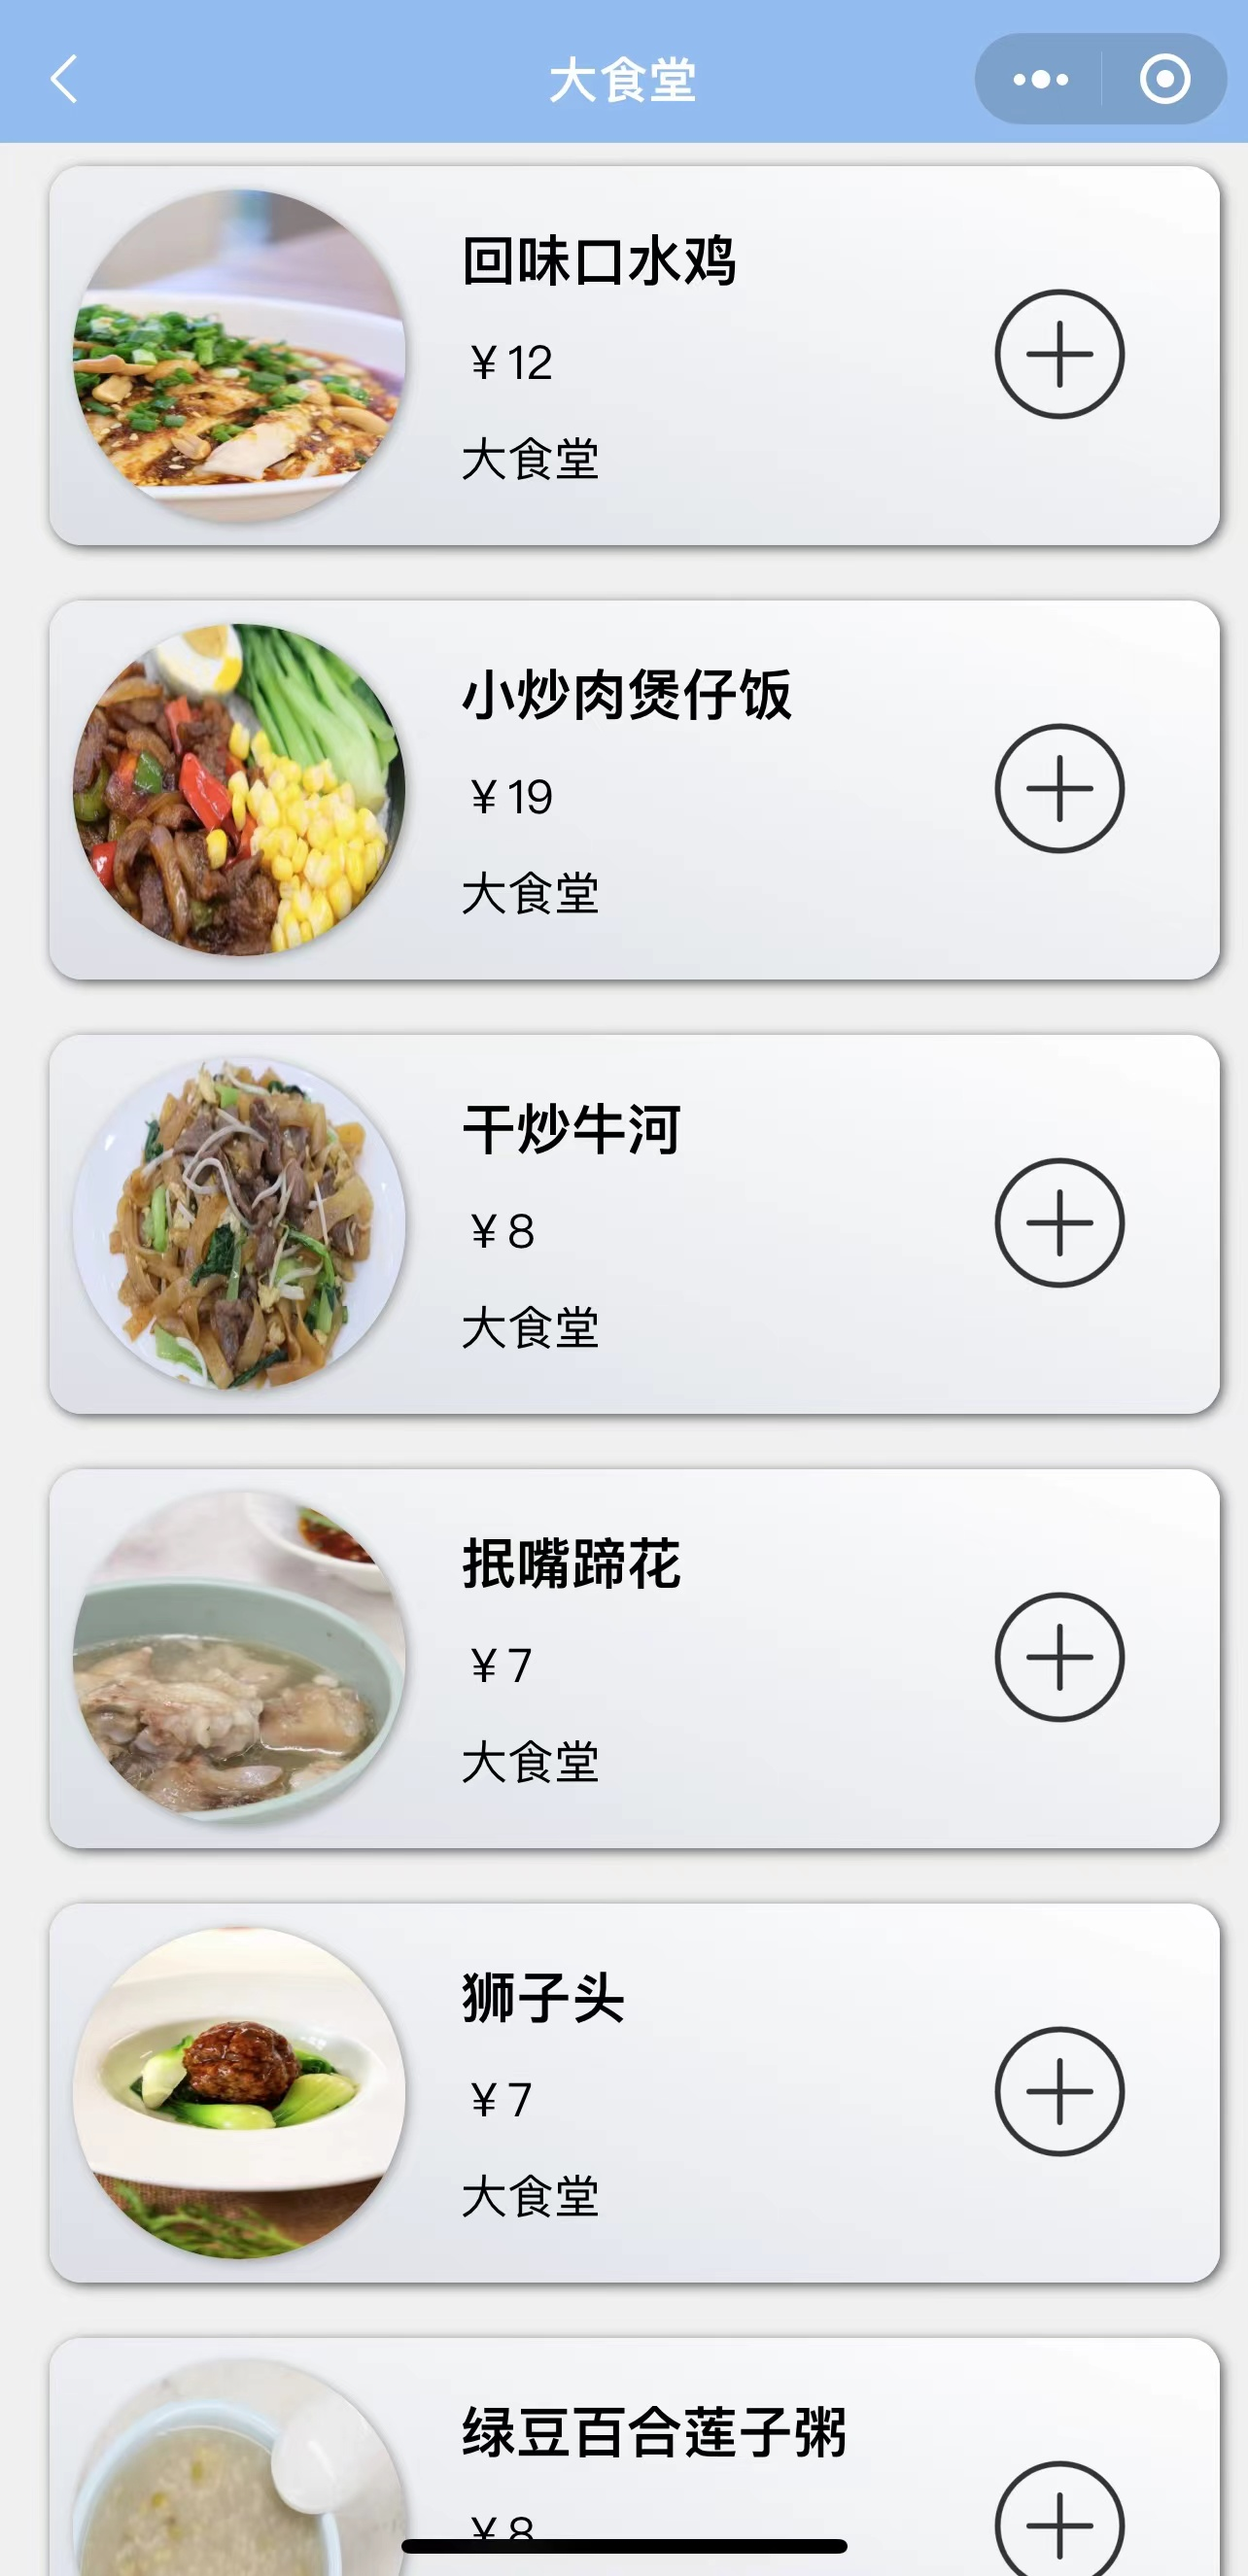 大食堂
回味口水鸡
¥12
大食堂
小炒肉煲仔饭
¥19
大食堂
干炒牛河
¥8
大食堂
抿嘴蹄花
¥7
大食堂
狮子头
¥7
大食堂
绿豆百合莲子粥
¥8